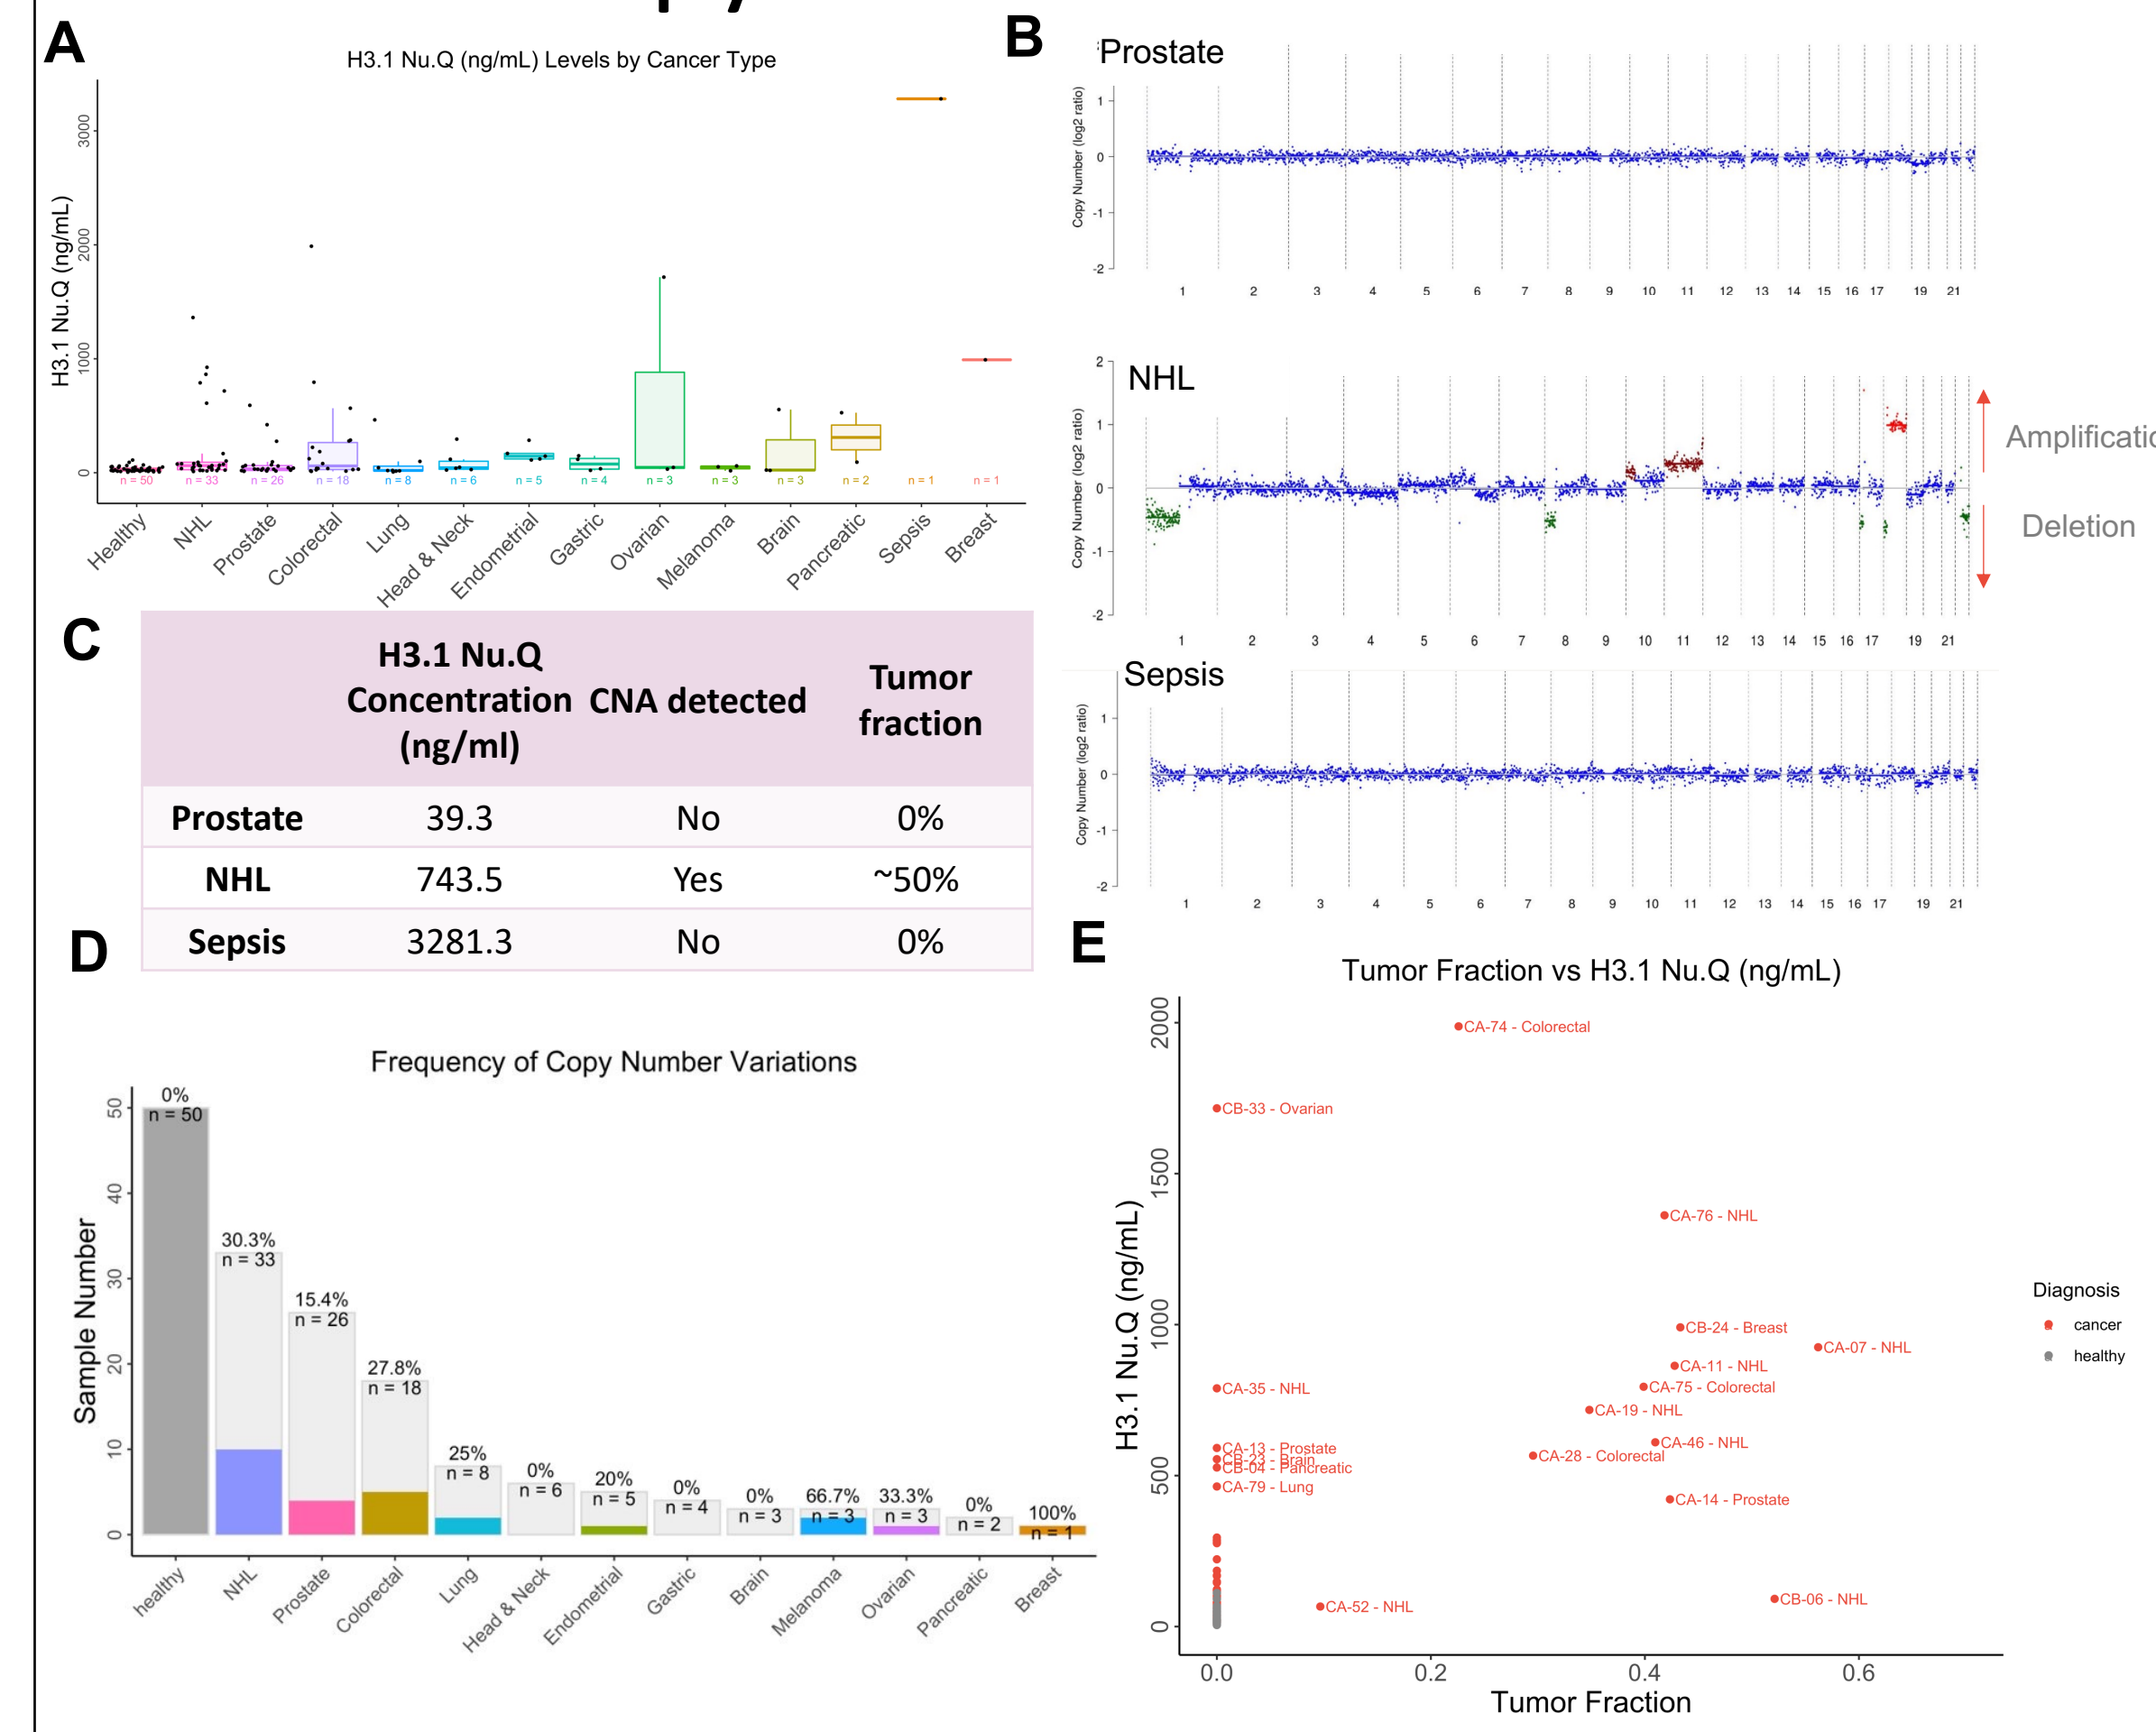 A
H3.1 Nu.Q (ng/mL) Levels by Cancer Type
H3.1 Nu.Q (ng/mL)
3000
2000
1000
0
n = 50
n = 33
n = 26
n = 18
n = 8
n = 6
n = 5
n = 4
n = 3
n = 3
n = 3
n = 2
n = 1
n = 1
Healthy
NHL
Prostate
Colorectal
Lung
Head & Neck
Endometrial
Gastric
Ovarian
Melanoma
Brain
Pancreatic
Sepsis
Breast
B
Prostate
Copy Number (log2 ratio)
1
0
-1
-2
1 2 3 4 5 6 7 8 9 10 11 12 13 14 15 16 17 19 21
NHL
Copy Number (log2 ratio)
2
1
0
-1
-2
1 2 3 4 5 6 7 8 9 10 11 12 13 14 15 16 17 19 21
Amplificatio
Deletion
Sepsis
Copy Number (log2 ratio)
1
0
-1
-2
1 2 3 4 5 6 7 8 9 10 11 12 13 14 15 16 17 19 21
C
H3.1 Nu.Q
Concentration
(ng/ml)
CNA detected
Tumor
fraction
Prostate 39.3 No 0%
NHL 743.5 Yes ~50%
Sepsis 3281.3 No 0%
D
Frequency of Copy Number Variations
Sample Number
50
40
30
20
10
0
0%
n = 50
30.3%
n = 33
15.4%
n = 26
27.8%
n = 18
25%
n = 8
0%
n = 6
20%
n = 5
0%
n = 4
0%
n = 3
66.7%
n = 3
33.3%
n = 3
0%
n = 2
100%
n = 1
healthy
NHL
Prostate
Colorectal
Lung
Head & Neck
Endometrial
Gastric
Brain
Melanoma
Ovarian
Pancreatic
Breast
E
Tumor Fraction vs H3.1 Nu.Q (ng/mL)
H3.1 Nu.Q (ng/mL)
2000
1500
1000
500
0
CA-74 - Colorectal
CB-33 - Ovarian
CA-76 - NHL
CB-24 - Breast
CA-07 - NHL
CA-11 - NHL
CA-75 - Colorectal
CA-35 - NHL
CA-19 - NHL
CA-46 - NHL
CA-13 - Prostate
CA-28 - Colorectal
CB-23 - Brain
CB-04 - Pancreatic
CA-79 - Lung
CA-14 - Prostate
CB-06 - NHL
CA-52 - NHL
0.0 0.2 0.4 0.6
Tumor Fraction
Diagnosis
cancer
healthy